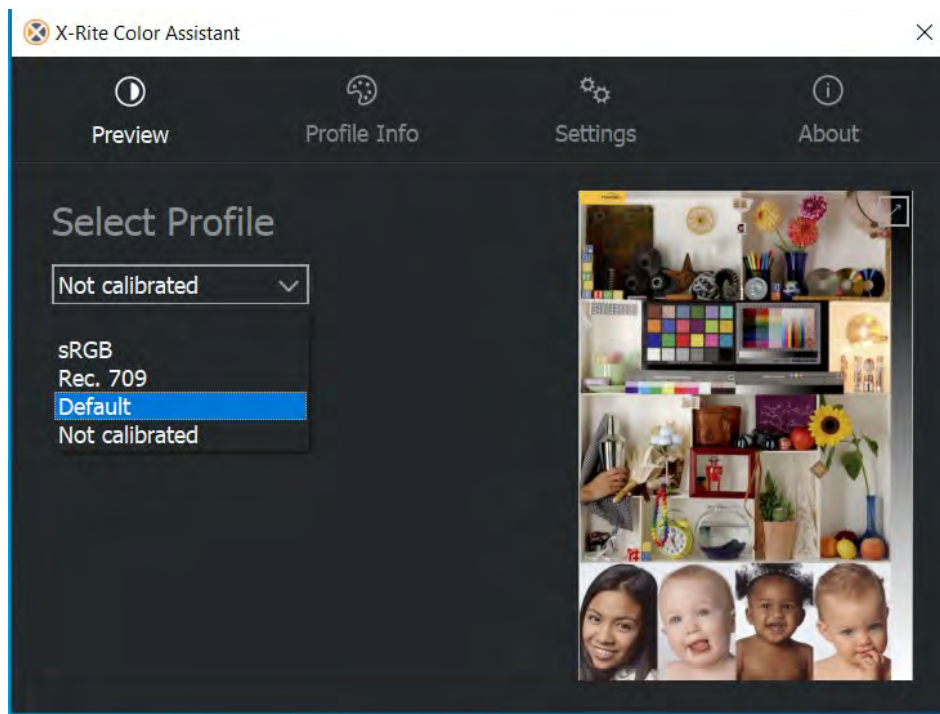 X-Rite Color Assistant
Preview
Profile Info
Settings
About
Select Profile
Not calibrated
sRGB
Rec. 709
Default
Not calibrated